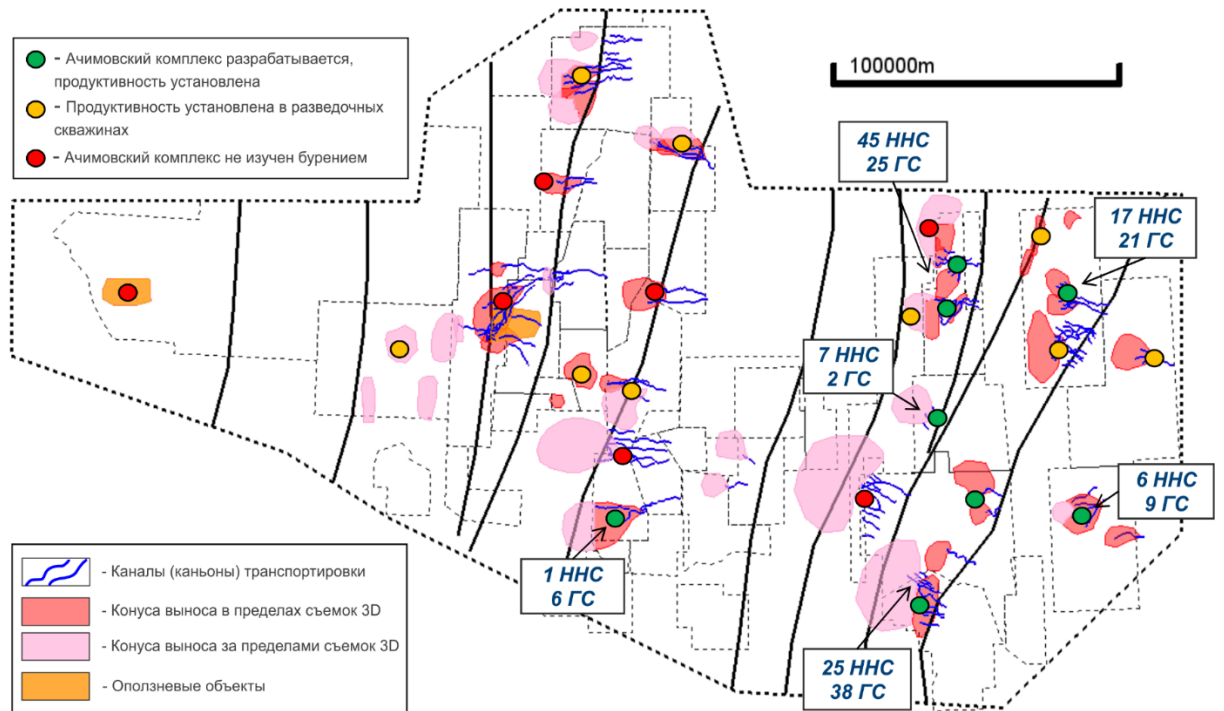 - Ачимовский комплекс разрабатывается,
продуктивность установлена
- Продуктивность установлена в разведочных
скважинах
- Ачимовский комплекс не изучен бурением
100000m
45 ННС
25 ГС
17 ННС
21 ГС
7 ННС
2 ГС
6 ННС
9 ГС
1 ННС
6 ГС
25 ННС
38 ГС
- Каналы (каньоны) транспортировки
- Конуса выноса в пределах съемок 3D
- Конуса выноса за пределами съемок 3D
- Оползневые объекты